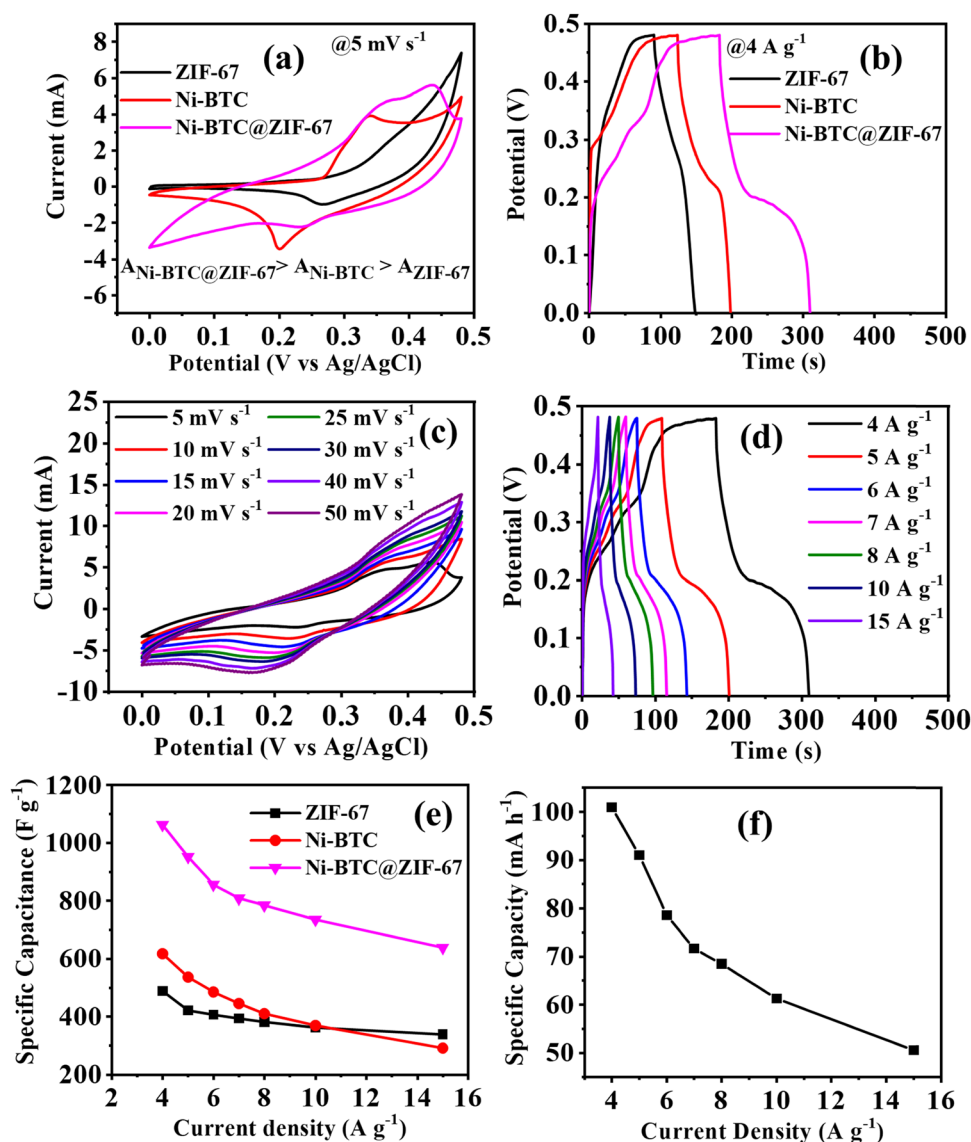 (a)
@5 mV s⁻¹
ZIF-67
Ni-BTC
Ni-BTC@ZIF-67
A Ni-BTC@ZIF-67 > A Ni-BTC > A ZIF-67
8
6
4
2
0
-2
-4
-6
0.0 0.1 0.2 0.3 0.4 0.5
Current (mA)
Potential (V vs Ag/AgCl)
(b)
@4 A g⁻¹
ZIF-67
Ni-BTC
Ni-BTC@ZIF-67
0.5
0.4
0.3
0.2
0.1
0.0
0 100 200 300 400 500
Potential (V)
Time (s)
(c)
5 mV s⁻¹ 25 mV s⁻¹
10 mV s⁻¹ 30 mV s⁻¹
15 mV s⁻¹ 40 mV s⁻¹
20 mV s⁻¹ 50 mV s⁻¹
25
20
15
10
5
0
-5
-10
0.0 0.1 0.2 0.3 0.4 0.5
Current (mA)
Potential (V vs Ag/AgCl)
(d)
4 A g⁻¹
5 A g⁻¹
6 A g⁻¹
7 A g⁻¹
8 A g⁻¹
10 A g⁻¹
15 A g⁻¹
0.5
0.4
0.3
0.2
0.1
0.0
0 100 200 300 400 500
Potential (V)
Time (s)
(e)
ZIF-67
Ni-BTC
Ni-BTC@ZIF-67
1200
1000
800
600
400
200
4 6 8 10 12 14 16
Specific Capacitance (F g⁻¹)
Current density (A g⁻¹)
(f)
100
90
80
70
60
50
4 6 8 10 12 14 16
Specific Capacity (mA h⁻¹)
Current Density (A g⁻¹)